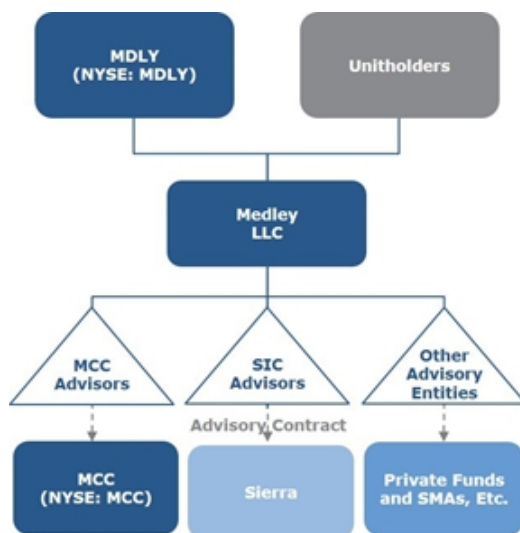 MDLY
(NYSE: MDLY)
Unitholders
Medley
LLC
MCC
Advisors
SIC
Advisors
Other
Advisory
Entities
Advisory Contract
MCC
(NYSE: MCC)
Sierra
Private Funds
and SMAs, Etc.